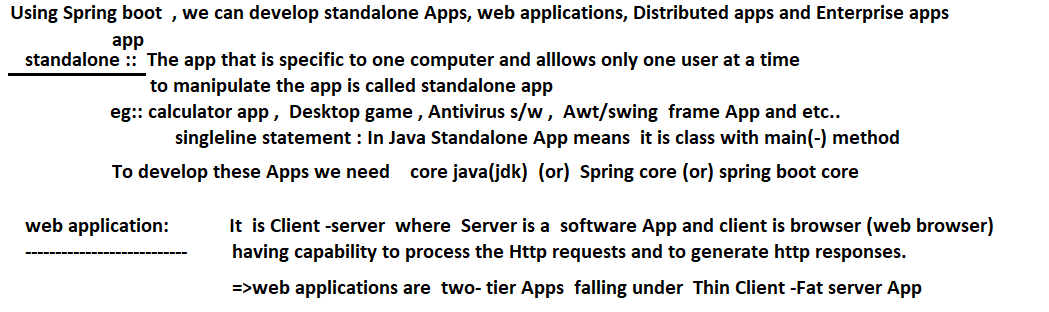 Using Spring boot , we can develop standalone Apps, web applications, Distributed apps and Enterprise apps
app
standalone :: The app that is specific to one computer and alllows only one user at a time
to manipulate the app is called standalone app
eg:: calculator app , Desktop game , Antivirus s/w , Awt/swing frame App and etc..
singleline statement : In Java Standalone App means it is class with main(-) method
To develop these Apps we need core java(jdk) (or) Spring core (or) spring boot core
web application: It is Client -server where Server is a software App and client is browser (web browser)
--------------------------- having capability to process the Http requests and to generate http responses.
=>web applications are two- tier Apps falling under Thin Client -Fat server App